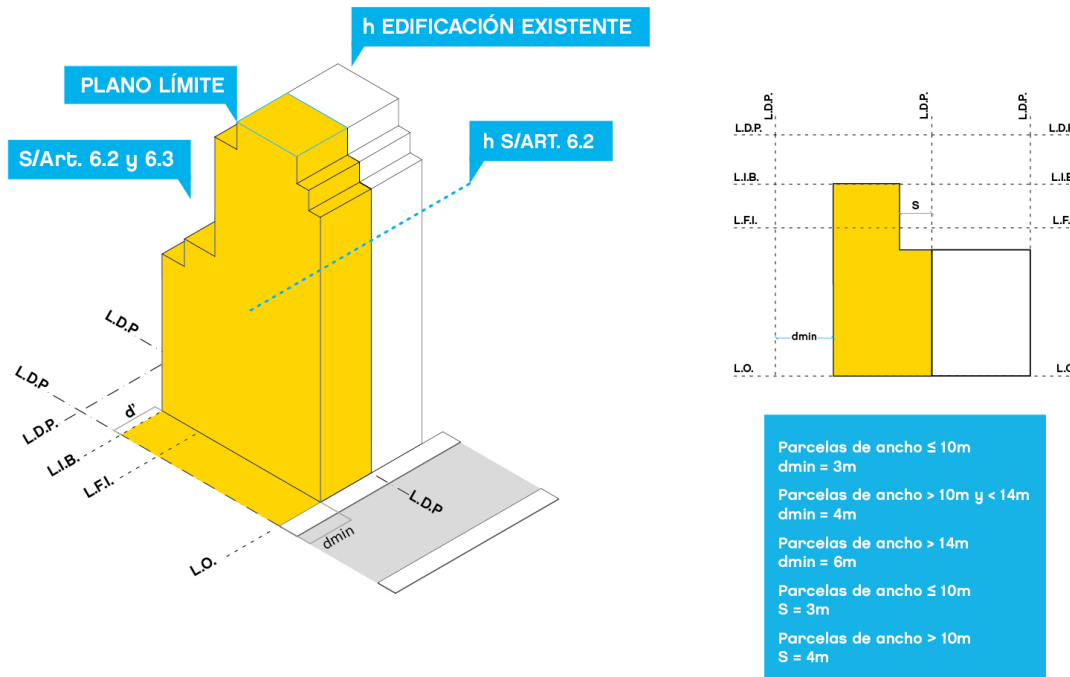 h EDIFICACIÓN EXISTENTE
PLANO LÍMITE
S/Art. 6.2 y 6.3
h S/ART. 6.2
L.D.P
L.D.P
L.D.P.
L.I.B.
L.F.I.
d'
dmin
L.D.P
L.O.
L.D.P.
L.D.P.
L.D.P.
L.D.P.
L.D.P
L.I.B.
L.I.B
S
L.F.I.
L.F.
dmin
L.O.
L.O
Parcelas de ancho ≤ 10m
dmin = 3m
Parcelas de ancho > 10m y < 14m
dmin = 4m
Parcelas de ancho > 14m
dmin = 6m
Parcelas de ancho ≤ 10m
S = 3m
Parcelas de ancho > 10m
S = 4m